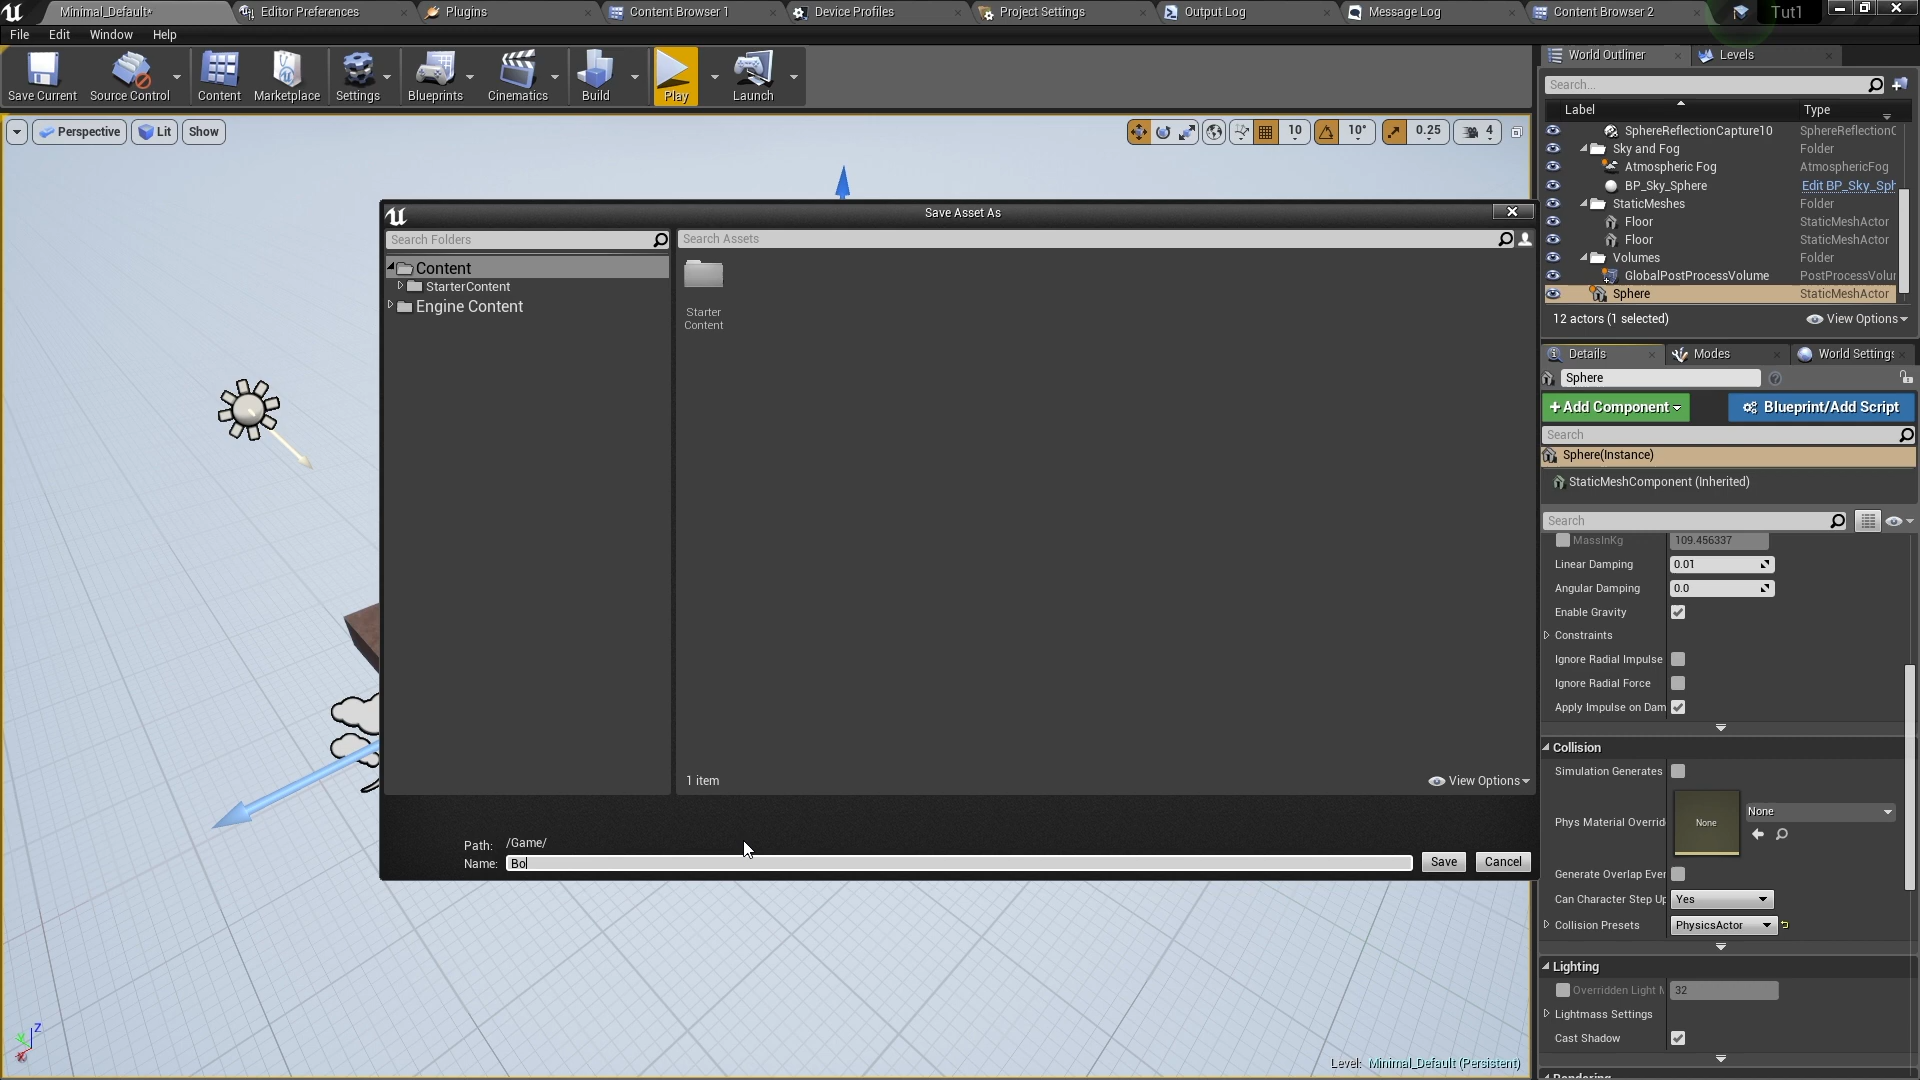 Minimal_Default*
Editor Preferences
Plugins
Content Browser 1
Device Profiles
Project Settings
Output Log
Message Log
Content Browser 2
Tut1
File
Edit
Window
Help
Save Current
Source Control
Content
Marketplace
Settings
Blueprints
Cinematics
Build
Play
Launch
Perspective
Lit
Show
10
10°
0.25
4
World Outliner
Levels
Search...
Label
Type
SphereReflectionCapture10
SphereReflectionC
Sky and Fog
Folder
Atmospheric Fog
AtmosphericFog
BP_Sky_Sphere
Edit BP_Sky_Sph
StaticMeshes
Folder
Floor
StaticMeshActor
Floor
StaticMeshActor
Volumes
Folder
GlobalPostProcessVolume
PostProcessVolur
Sphere
StaticMeshActor
12 actors (1 selected)
View Options
Details
Modes
World Settings
Sphere
+Add Component
Blueprint/Add Script
Search
Sphere(Instance)
StaticMeshComponent (Inherited)
Search
MassInKg
109.456337
Linear Damping
0.01
Angular Damping
0.0
Enable Gravity
Constraints
Ignore Radial Impulse
Ignore Radial Force
Apply Impulse on Dam
Collision
Simulation Generates
Phys Material Overrid
None
None
Generate Overlap Ever
Can Character Step Up
Yes
Collision Presets
PhysicsActor
Lighting
Overridden Light M
32
Lightmass Settings
Cast Shadow
Save Asset As
Search Folders
Search Assets
Content
StarterContent
Engine Content
Starter
Content
1 item
View Options
Path:
/Game/
Name:
Bo
Save
Cancel
Level: Minimal_Default (Persistent)
Z